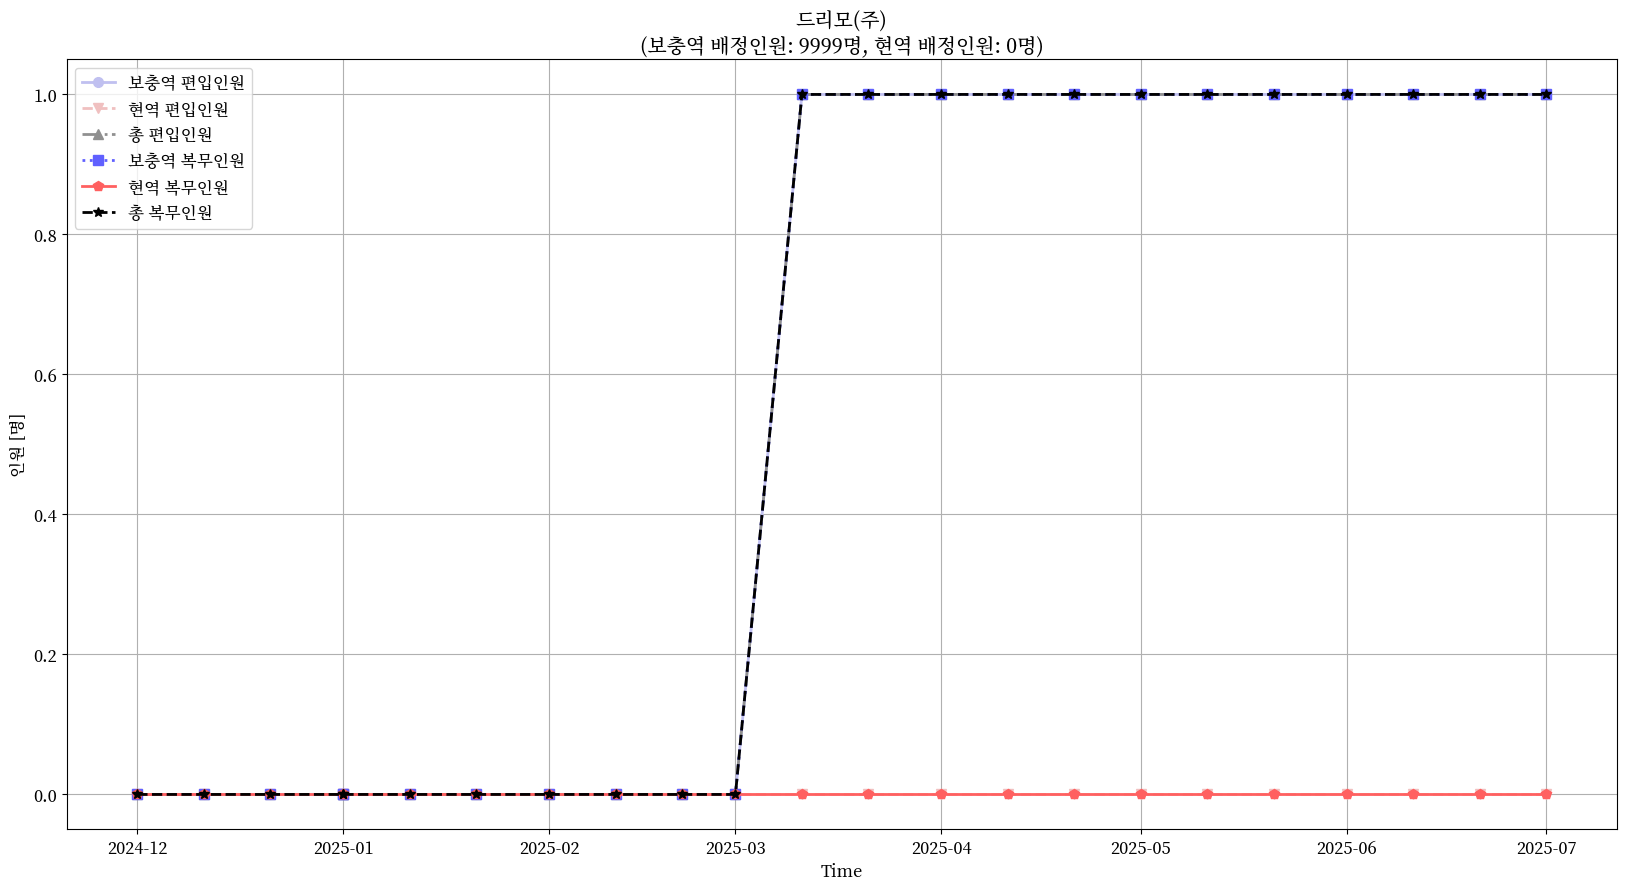 드리모(주)
(보충역 배정인원: 9999명, 현역 배정인원: 0명)
보충역 편입인원
현역 편입인원
총 편입인원
보충역 복무인원
현역 복무인원
총 복무인원
1.0
0.8
0.6
0.4
0.2
0.0
인원 [명]
2024-12 2025-01 2025-02 2025-03 2025-04 2025-05 2025-06 2025-07
Time